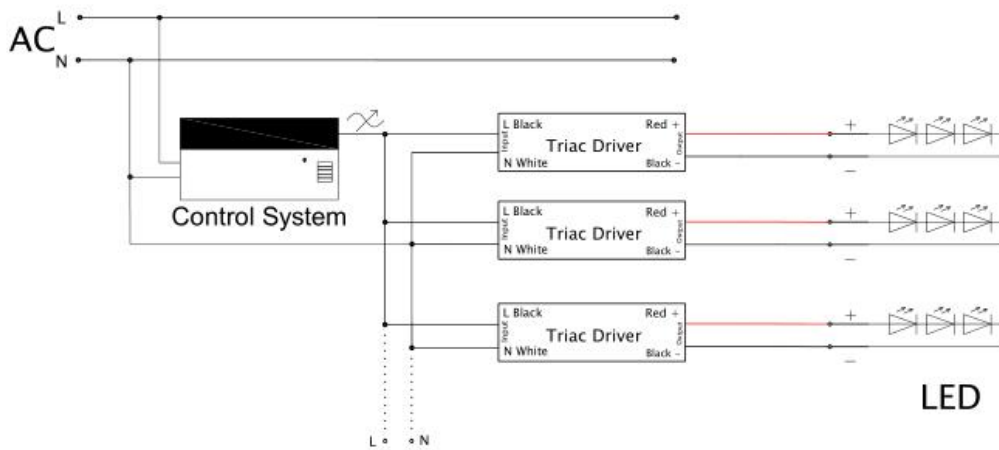 L
AC
N
Control System
L Black
Red +
Input
Triac Driver
Output
N White
Black -
+
−
L Black
Red +
Input
Triac Driver
Output
N White
Black -
+
−
L Black
Red +
Input
Triac Driver
Output
N White
Black -
+
−
LED
L
N